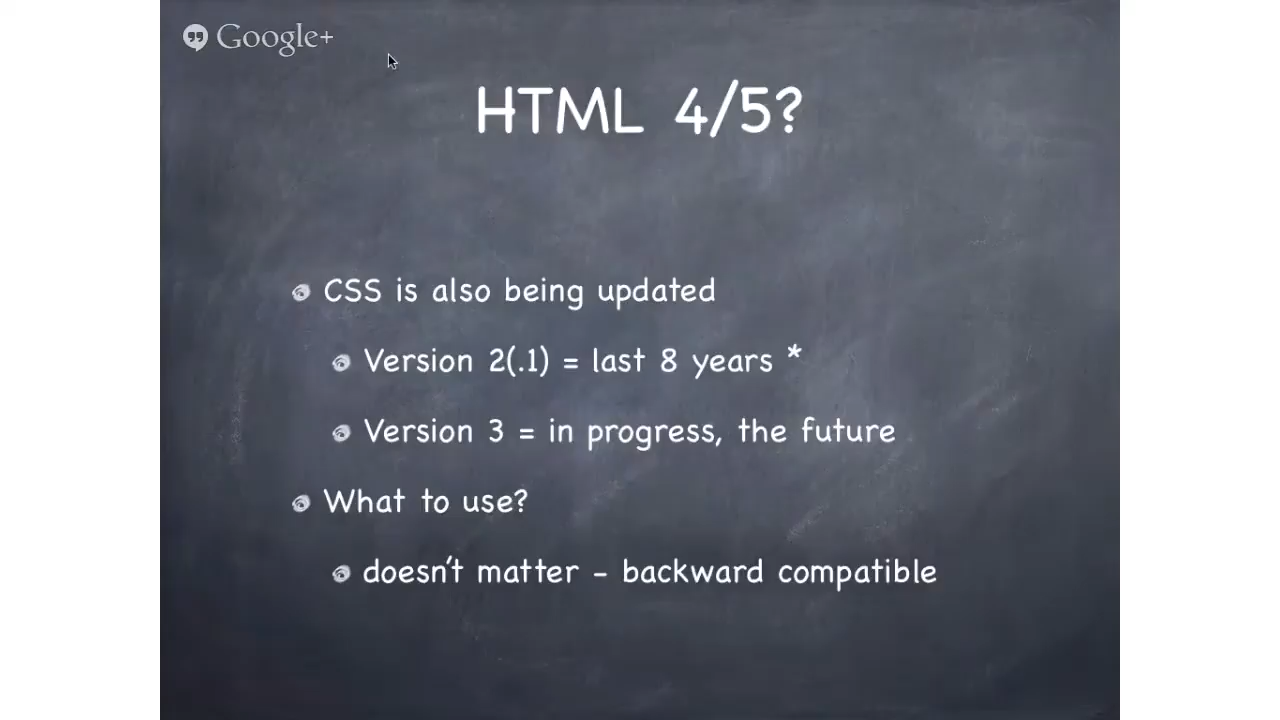 Google+
HTML 4/5?
CSS is also being updated
Version 2(.1) = last 8 years *
Version 3 = in progress, the future
What to use?
doesn't matter - backward compatible